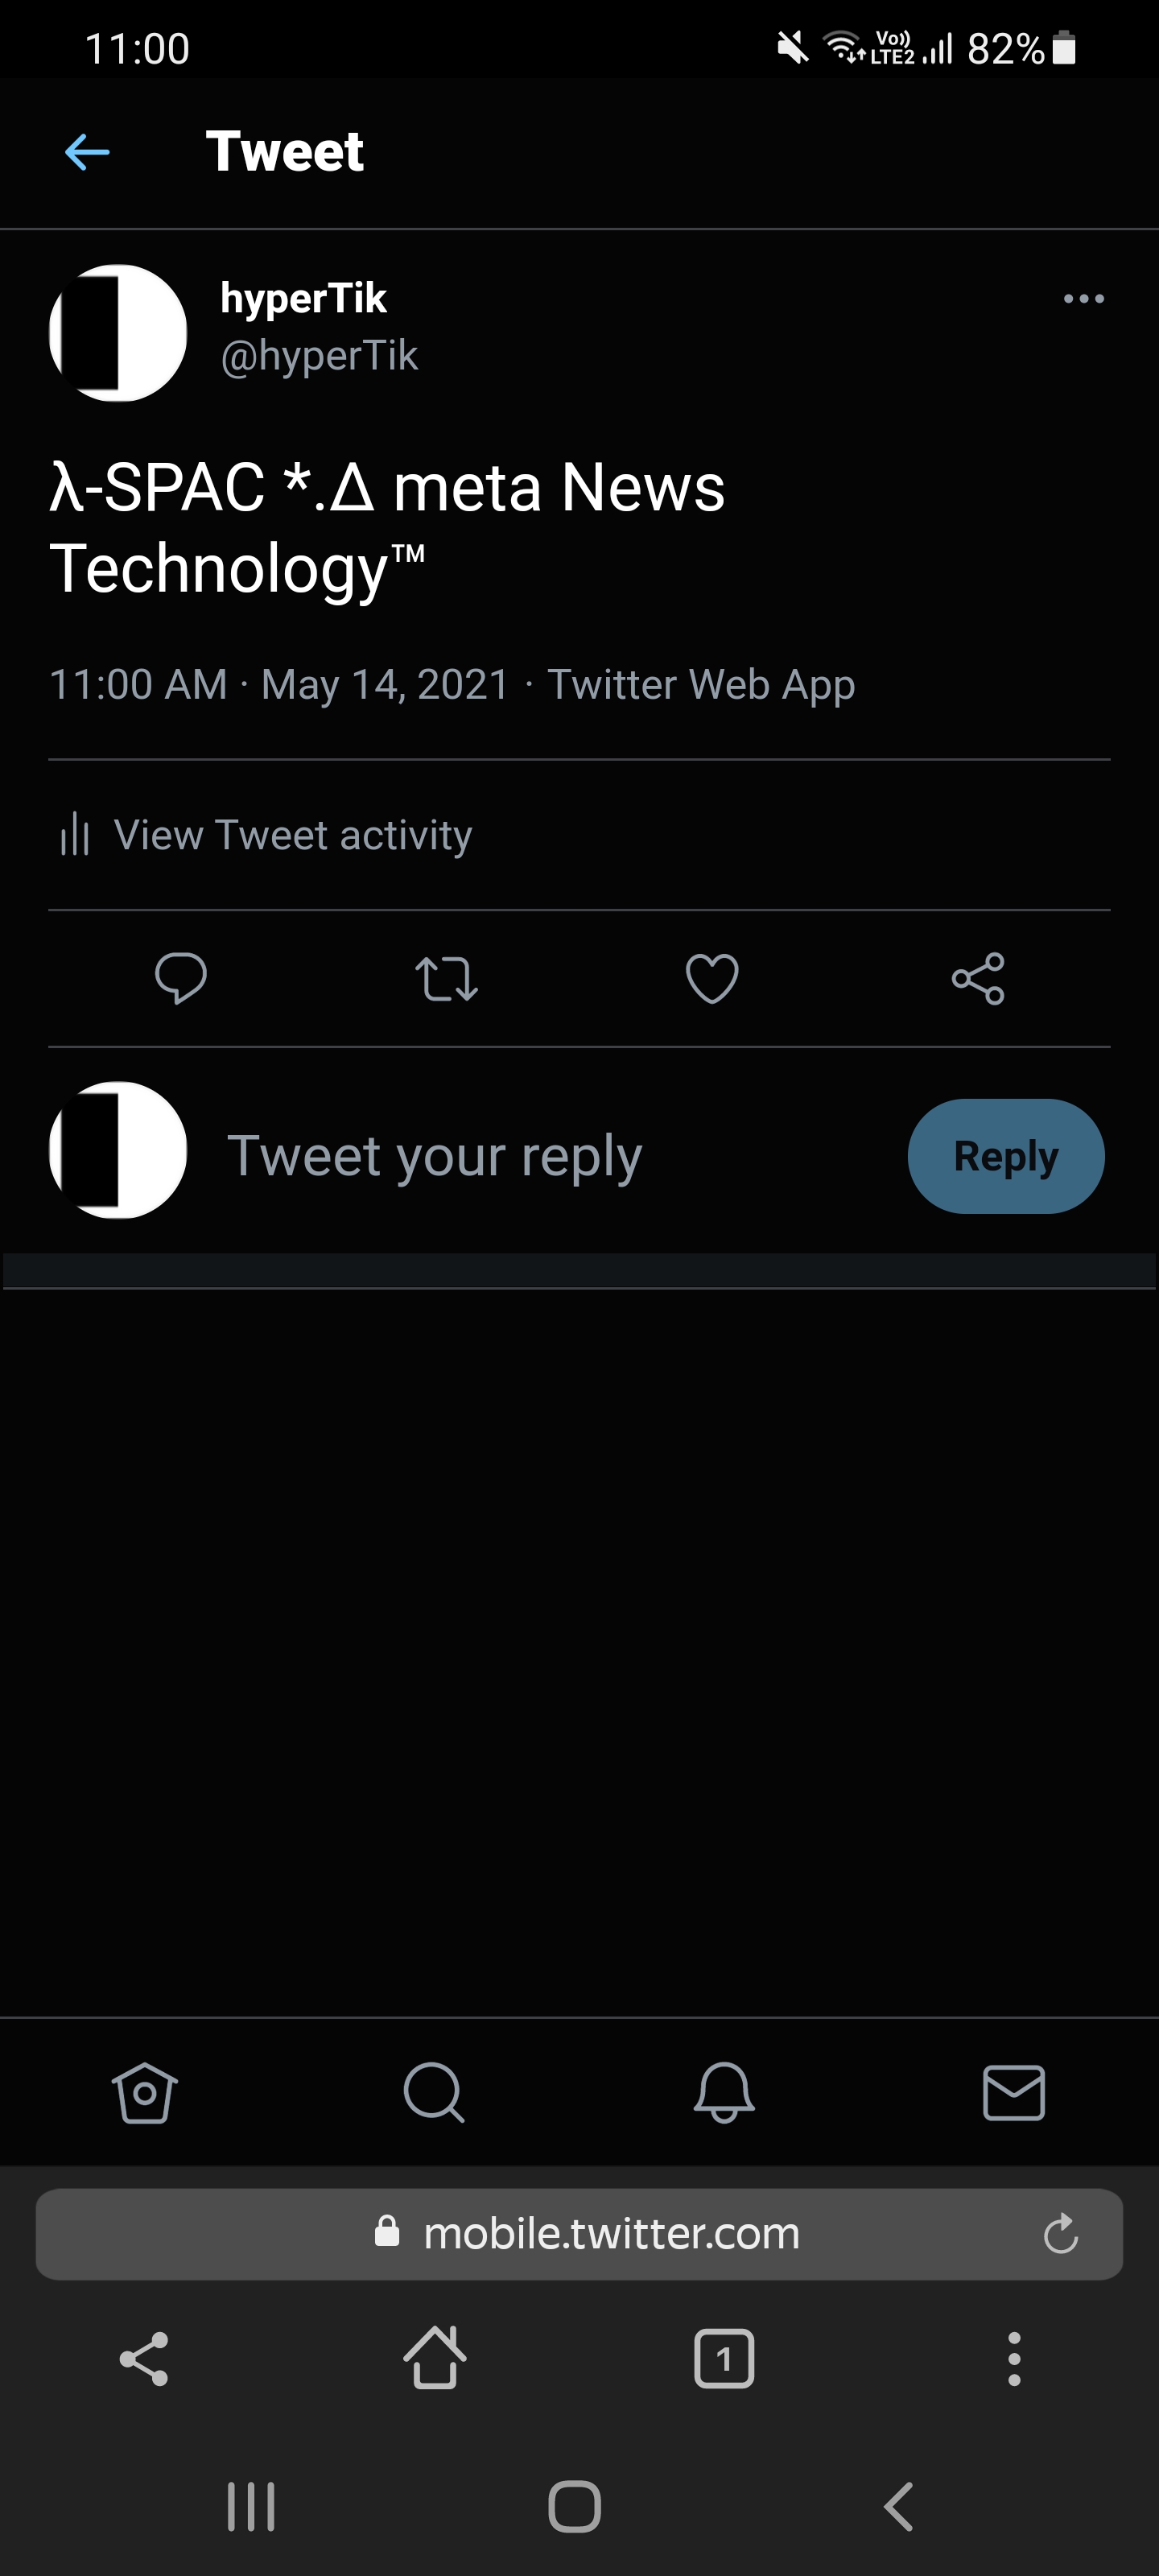 11:00 Vo)) LTE2 82%
Tweet
hyperTik
@hyperTik
λ-SPAC *.Δ meta News
Technology™
11:00 AM · May 14, 2021 · Twitter Web App
View Tweet activity
Tweet your reply
Reply
mobile.twitter.com
1